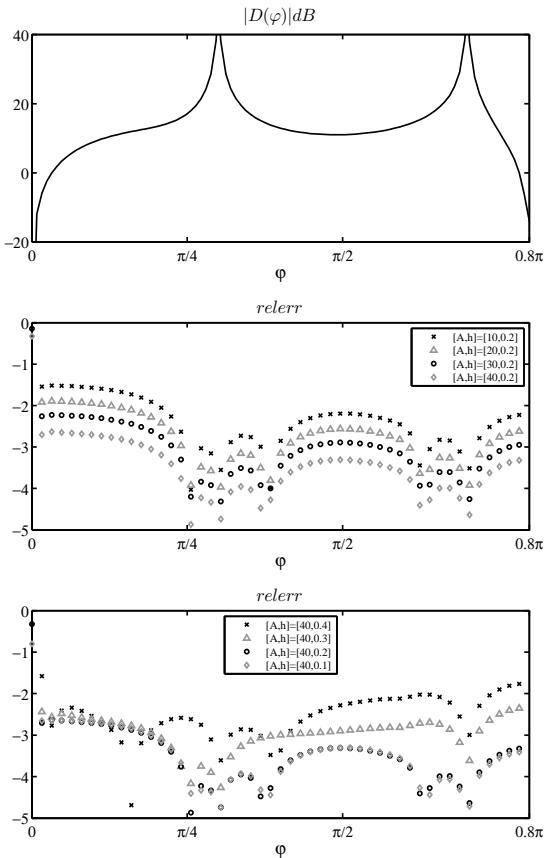 |D(φ)|dB
40
20
0
−20
0
π/4
π/2
0.8π
φ
relerr
0
−1
−2
−3
−4
−5
[A,h]=[10,0.2]
[A,h]=[20,0.2]
[A,h]=[30,0.2]
[A,h]=[40,0.2]
0
π/4
π/2
0.8π
φ
relerr
0
−1
−2
−3
−4
−5
[A,h]=[40,0.4]
[A,h]=[40,0.3]
[A,h]=[40,0.2]
[A,h]=[40,0.1]
0
π/4
π/2
0.8π
φ